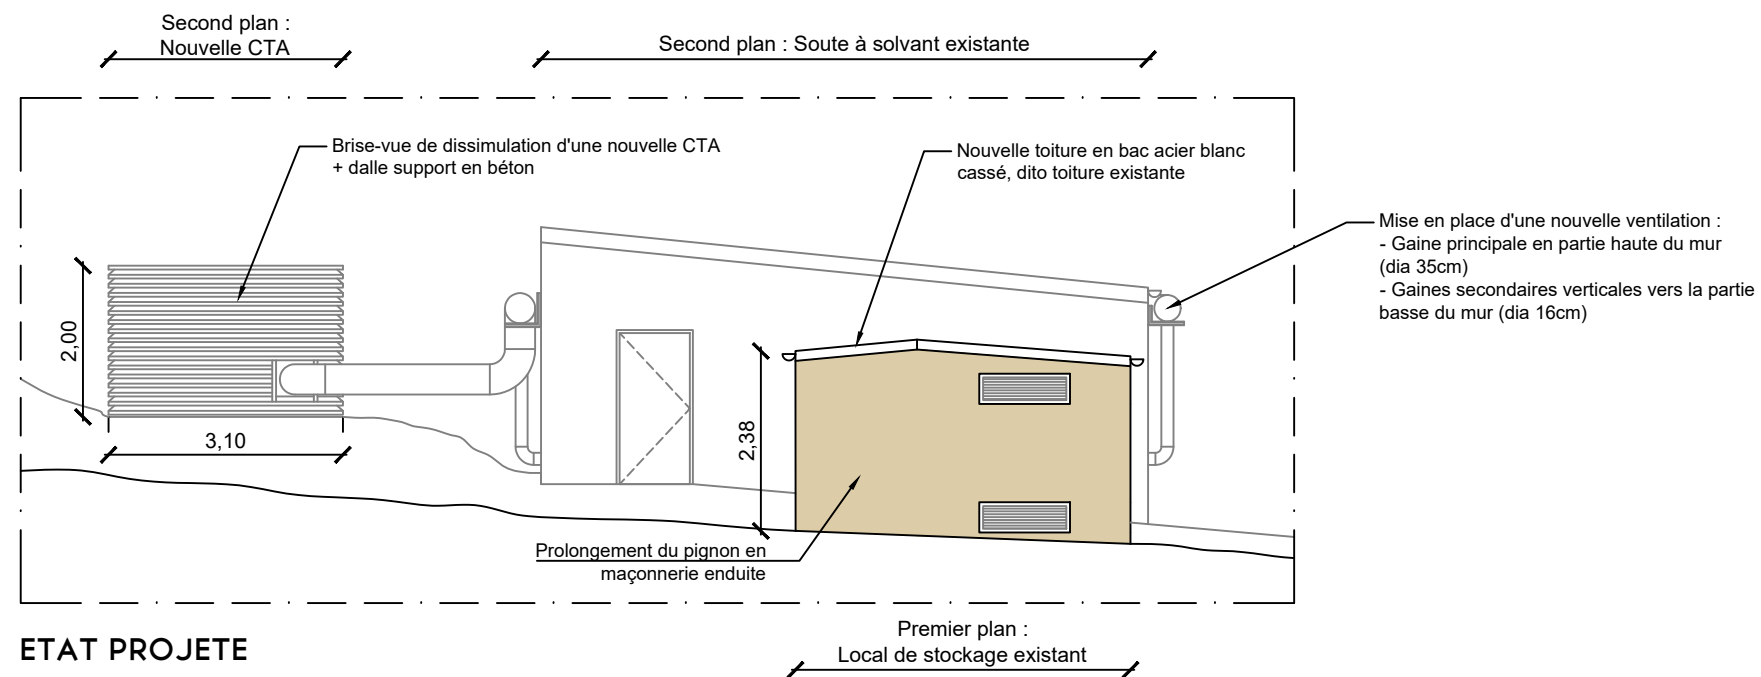 Second plan :
Nouvelle CTA
Second plan : Soute à solvant existante
Brise-vue de dissimulation d'une nouvelle CTA
+ dalle support en béton
Nouvelle toiture en bac acier blanc
cassé, dito toiture existante
Mise en place d'une nouvelle ventilation :
- Gaine principale en partie haute du mur
(dia 35cm)
- Gaines secondaires verticales vers la partie
basse du mur (dia 16cm)
2,00
3,10
2,38
Prolongement du pignon en
maçonnerie enduite
ETAT PROJETE
Premier plan :
Local de stockage existant